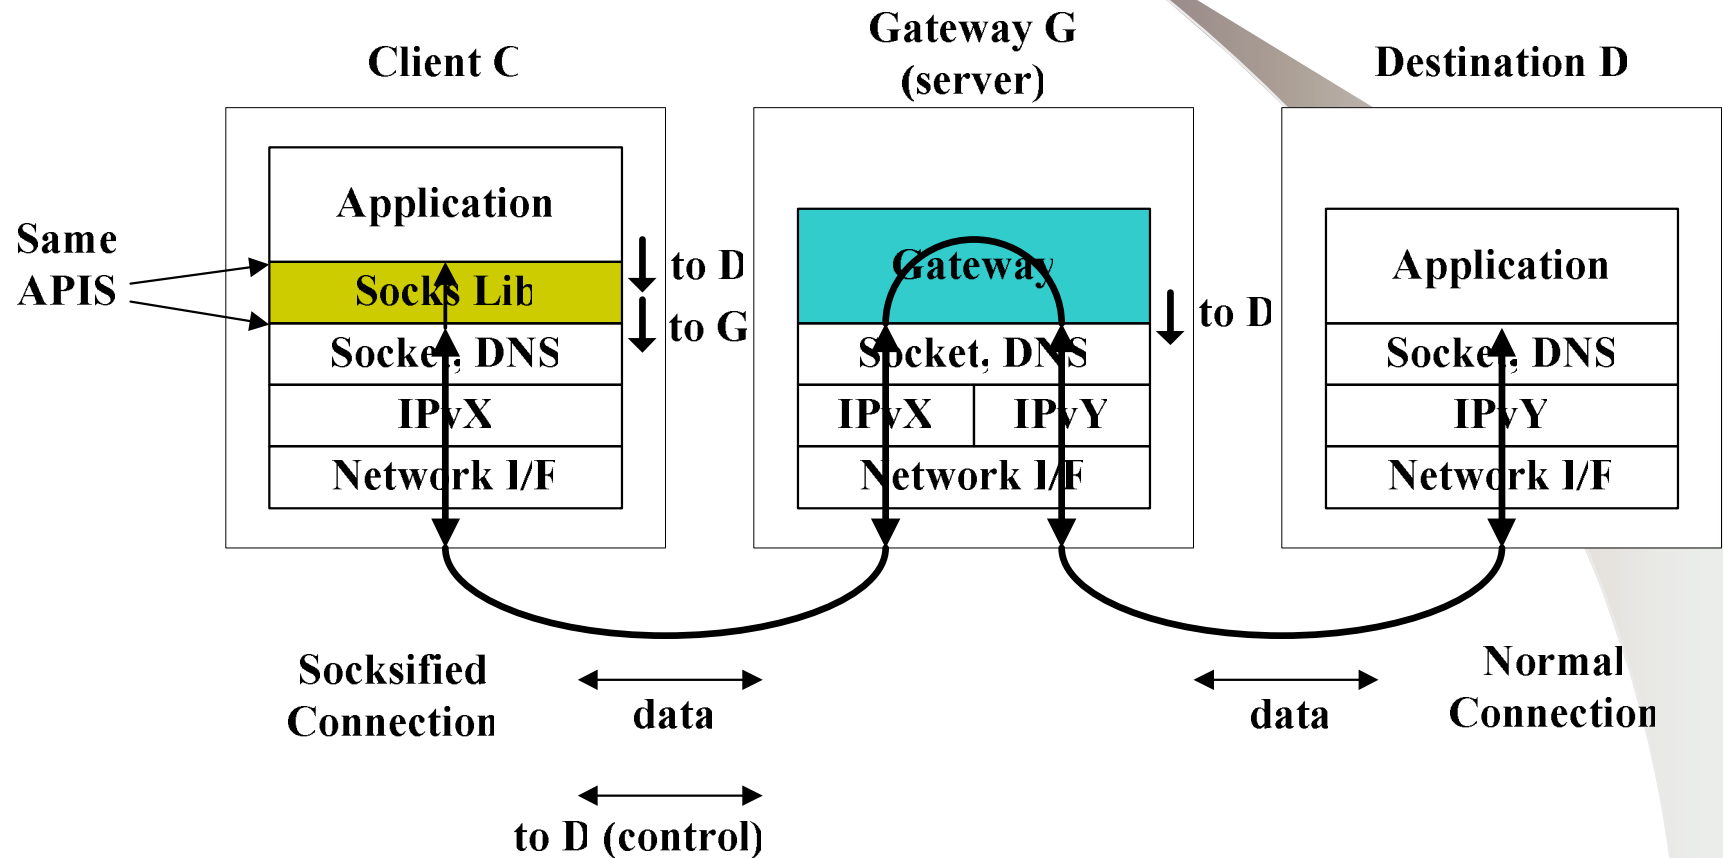 Client C
Gateway G
(server)
Destination D
Same
APIS
Application
Socks Lib
Socket, DNS
IPvX
Network I/F
to D
to G
Gateway
Socket, DNS
IPvX
IPvY
Network I/F
to D
Application
Socket, DNS
IPvY
Network I/F
Socksified
Connection
data
to D (control)
data
Normal
Connection